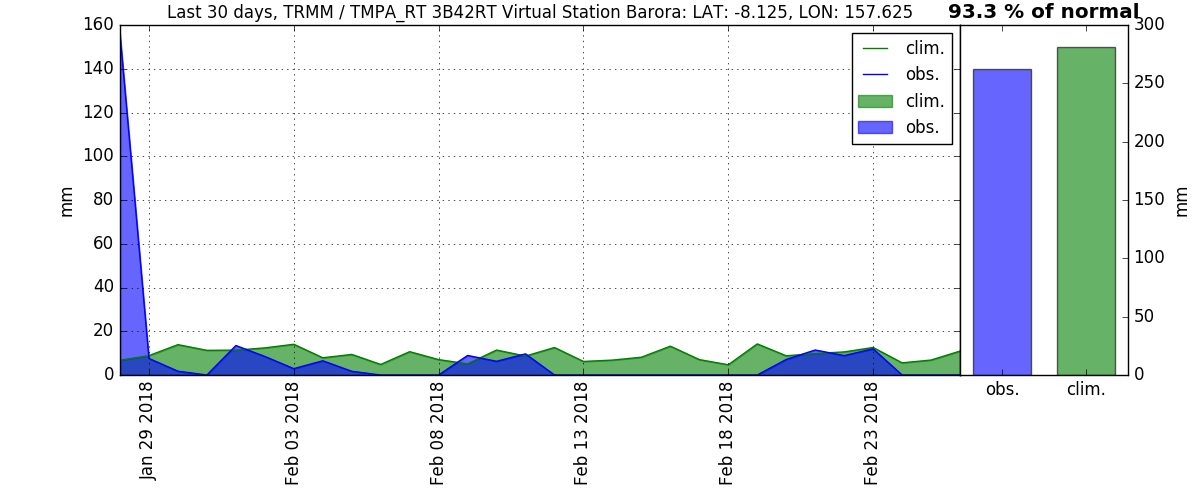 Last 30 days, TRMM / TMPA_RT 3B42RT Virtual Station Barora: LAT: -8.125, LON: 157.625
93.3 % of normal
160
140
120
100
80
60
40
20
0
mm
clim.
obs.
clim.
obs.
300
250
200
150
100
50
0
mm
Jan 29 2018
Feb 03 2018
Feb 08 2018
Feb 13 2018
Feb 18 2018
Feb 23 2018
obs.
clim.